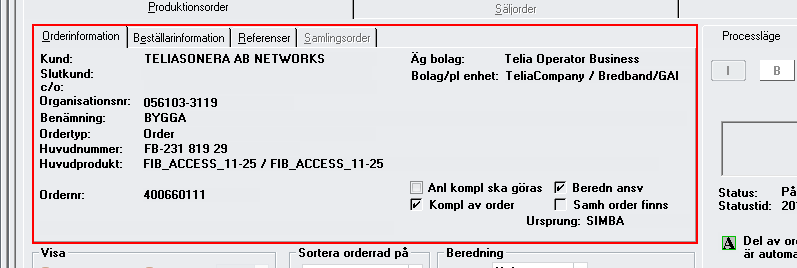 Produktionsorder Säljorder
Orderinformation Beställarinformation Referenser Samlingsorder Processläge
Kund: TELIASONERA AB NETWORKS Äg bolag: Telia Operator Business
Slutkund: Bolag/pl enhet: TeliaCompany / Bredband/GAI
c/o: I B
Organisationsnr: 056103-3119
Benämning: BYGGA
Ordertyp: Order
Huvudnummer: FB-231 819 29
Huvudprodukt: FIB_ACCESS_11-25 / FIB_ACCESS_11-25
Ordernr: 400660111 Anl kompl ska göras Beredn ansv Status: På
Kompl av order Samh order finns Statustid: 20
Ursprung: SIMBA
A Del av or
är automa
Visa Sortera orderrad på Beredning